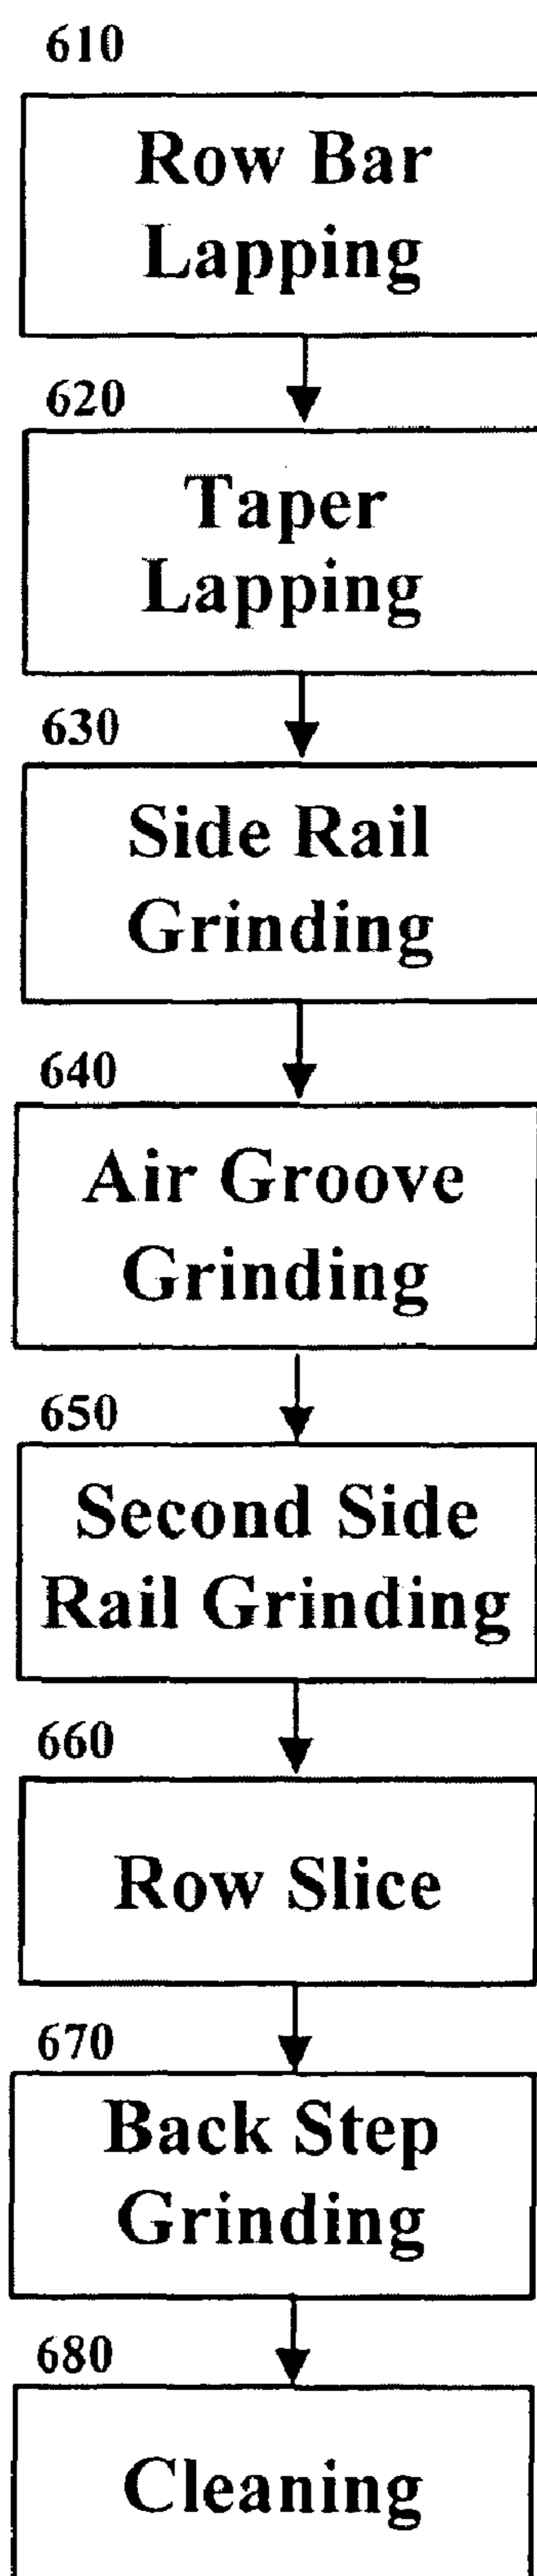 610
Row Bar
Lapping
620
Taper
Lapping
630
Side Rail
Grinding
640
Air Groove
Grinding
650
Second Side
Rail Grinding
660
Row Slice
670
Back Step
Grinding
680
Cleaning